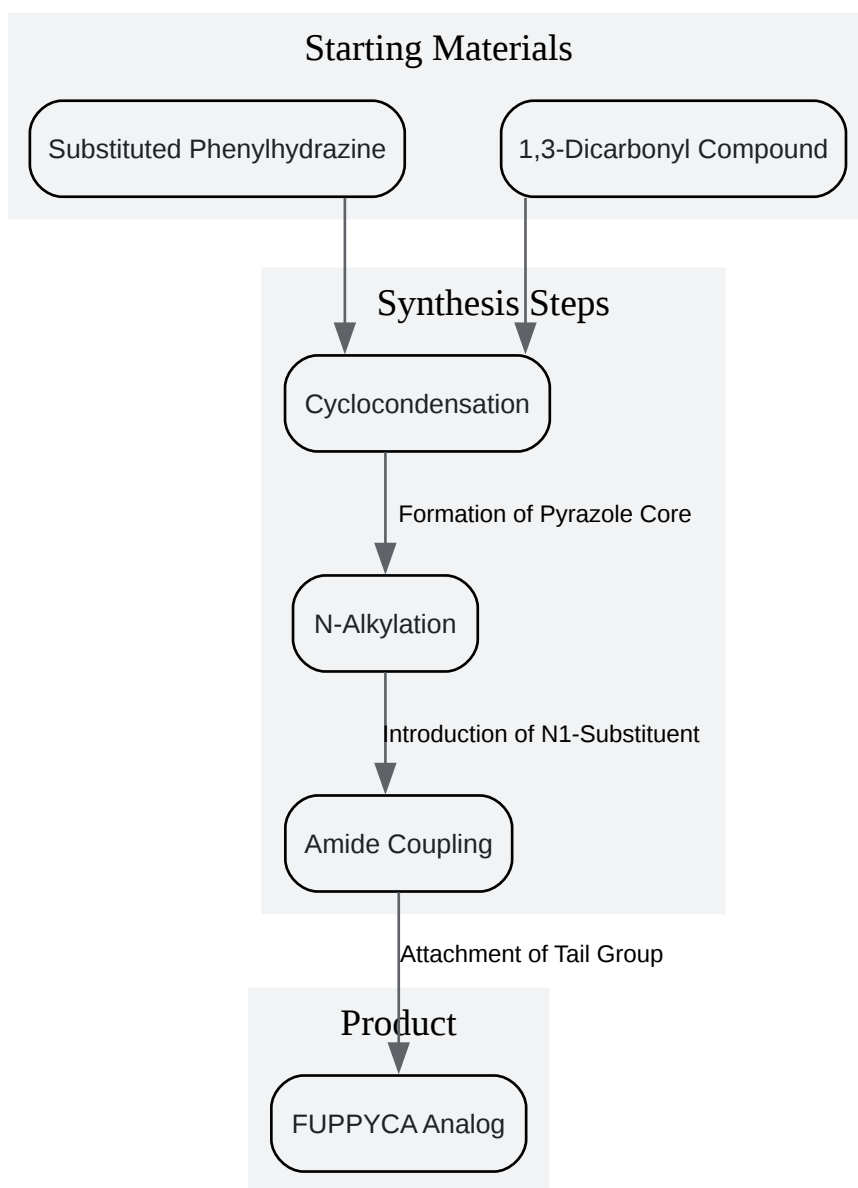 Starting Materials
Substituted Phenylhydrazine
1,3-Dicarbonyl Compound
Synthesis Steps
Cyclocondensation
Formation of Pyrazole Core
N-Alkylation
Introduction of N1-Substituent
Amide Coupling
Attachment of Tail Group
Product
FUPPYCA Analog